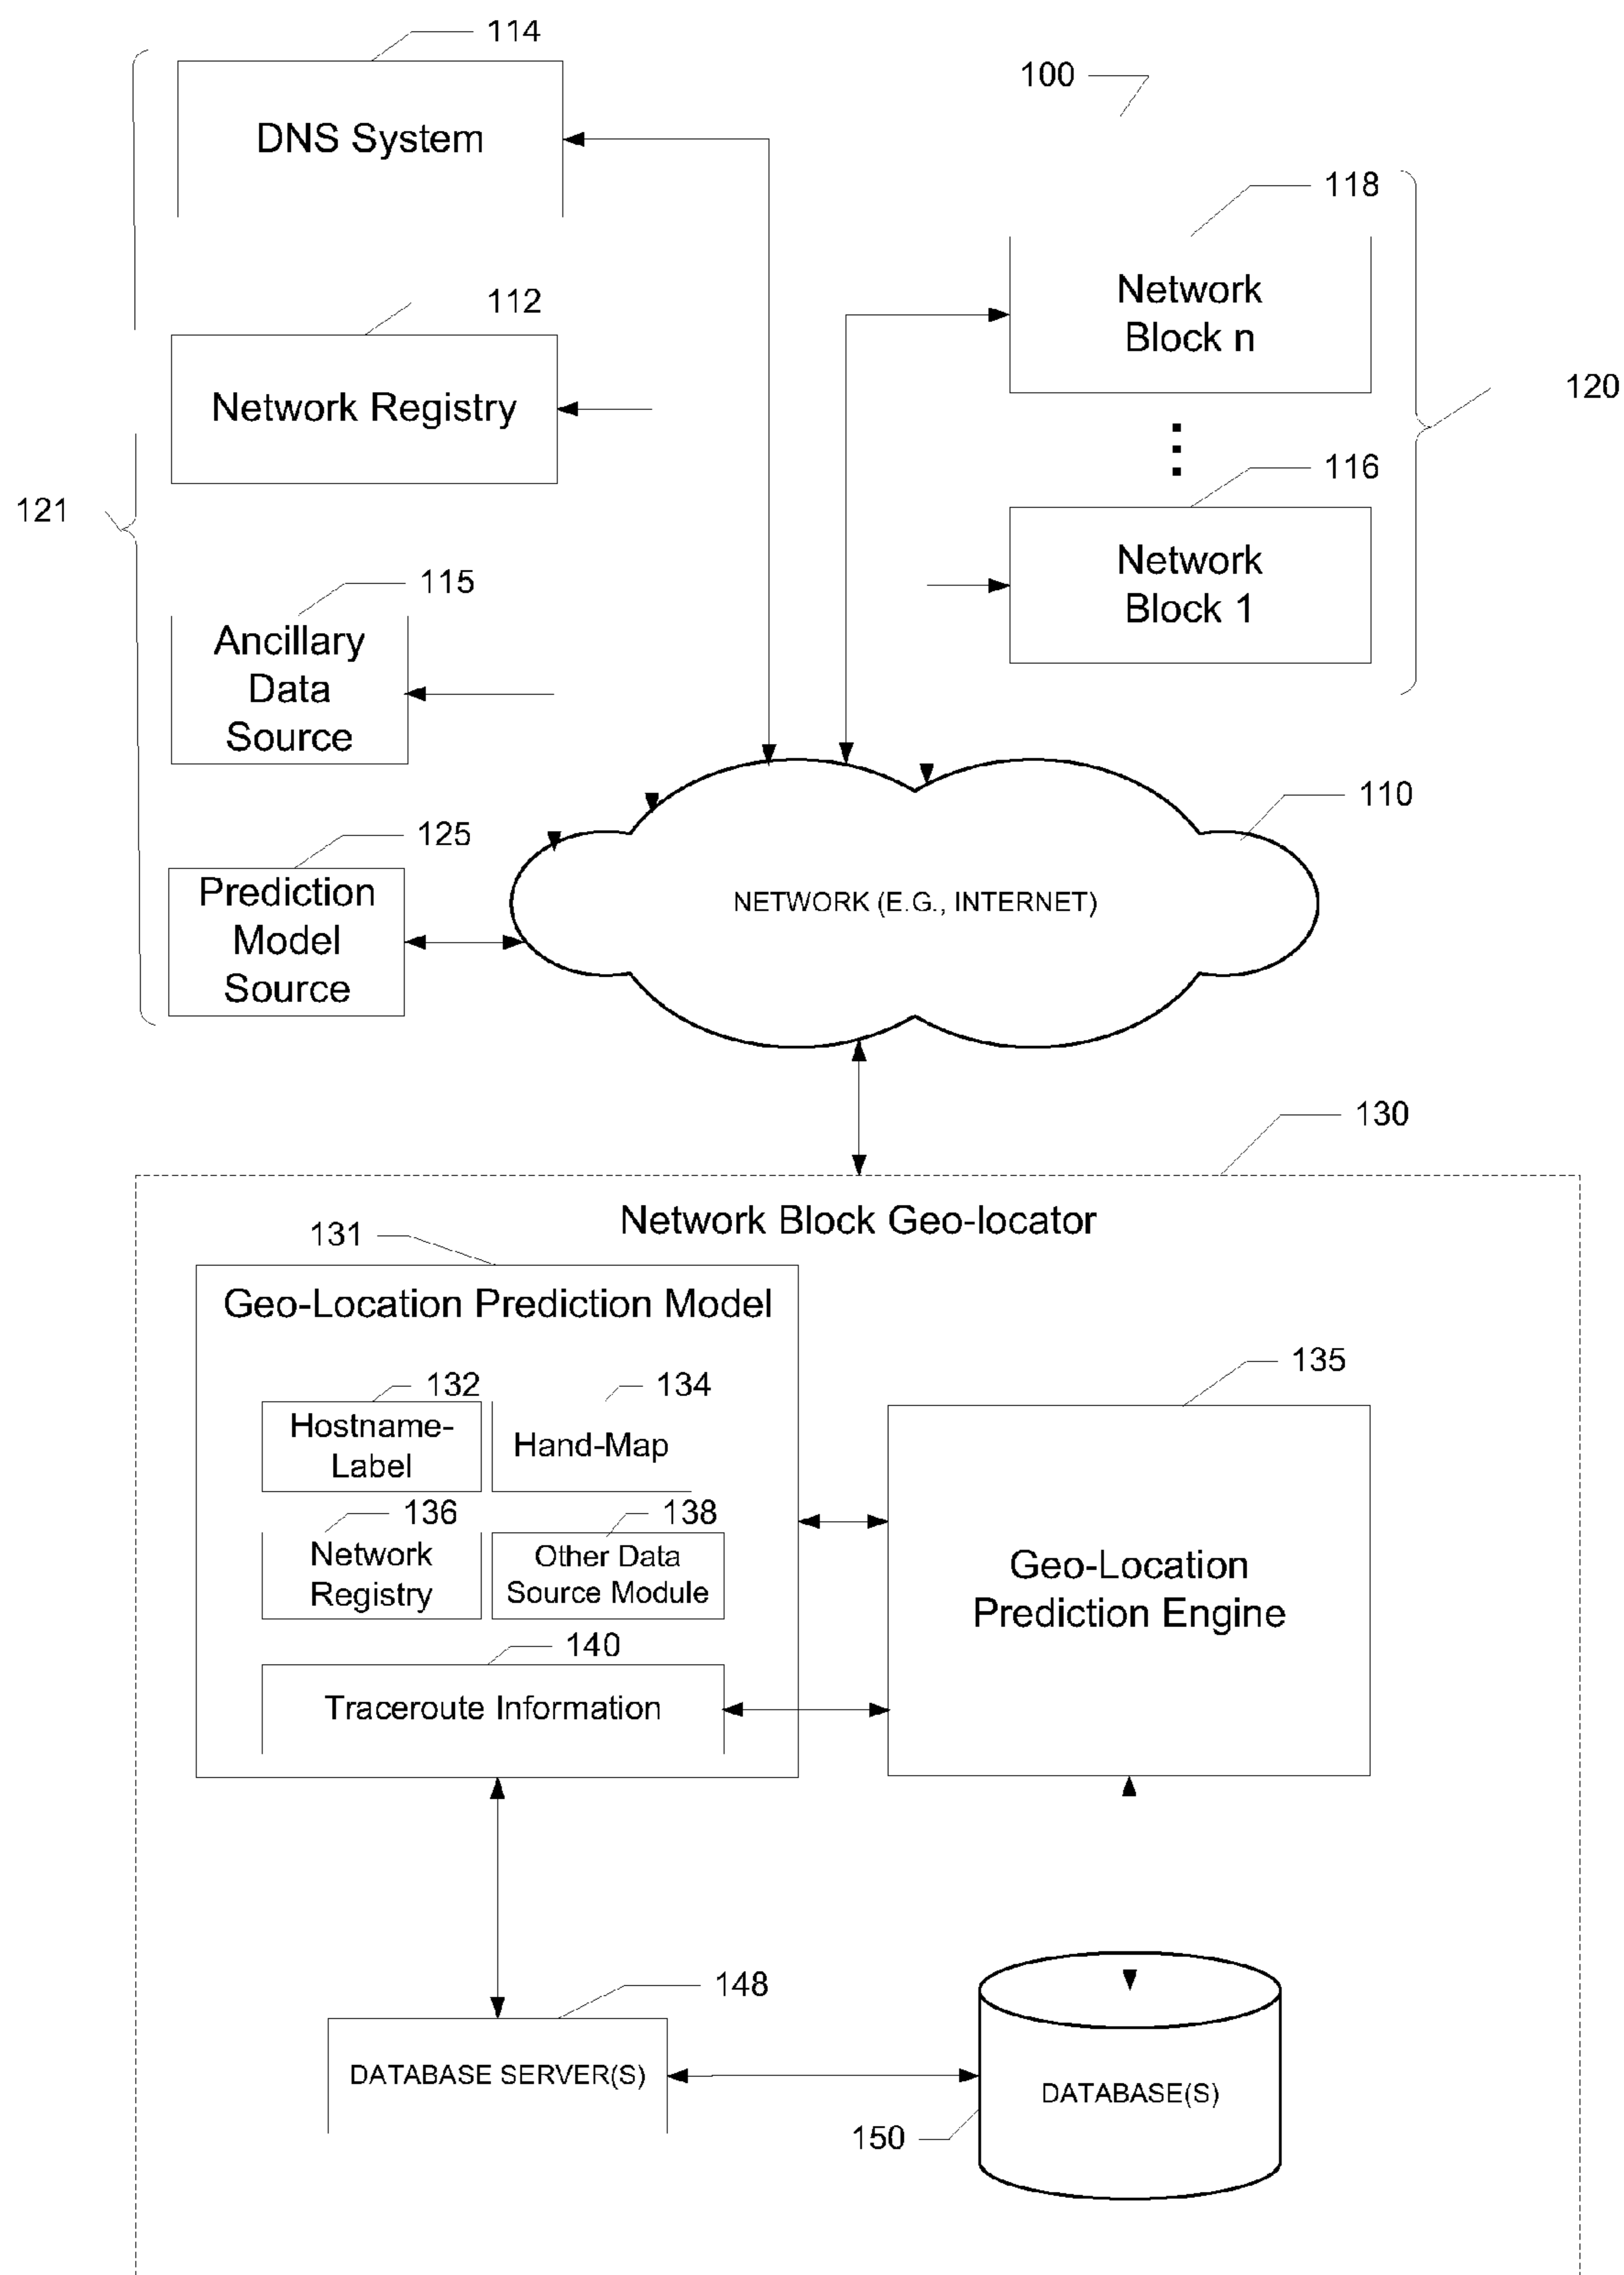 114
DNS System
100
118
Network
Block n
112
Network Registry
120
116
121
Network
Block 1
115
Ancillary
Data
Source
110
125
Prediction
Model
Source
NETWORK (E.G., INTERNET)
130
Network Block Geo-locator
131
Geo-Location Prediction Model
135
132
134
Hostname-
Label
Hand-Map
136
138
Network
Registry
Other Data
Source Module
Geo-Location
Prediction Engine
140
Traceroute Information
148
DATABASE SERVER(S)
DATABASE(S)
150